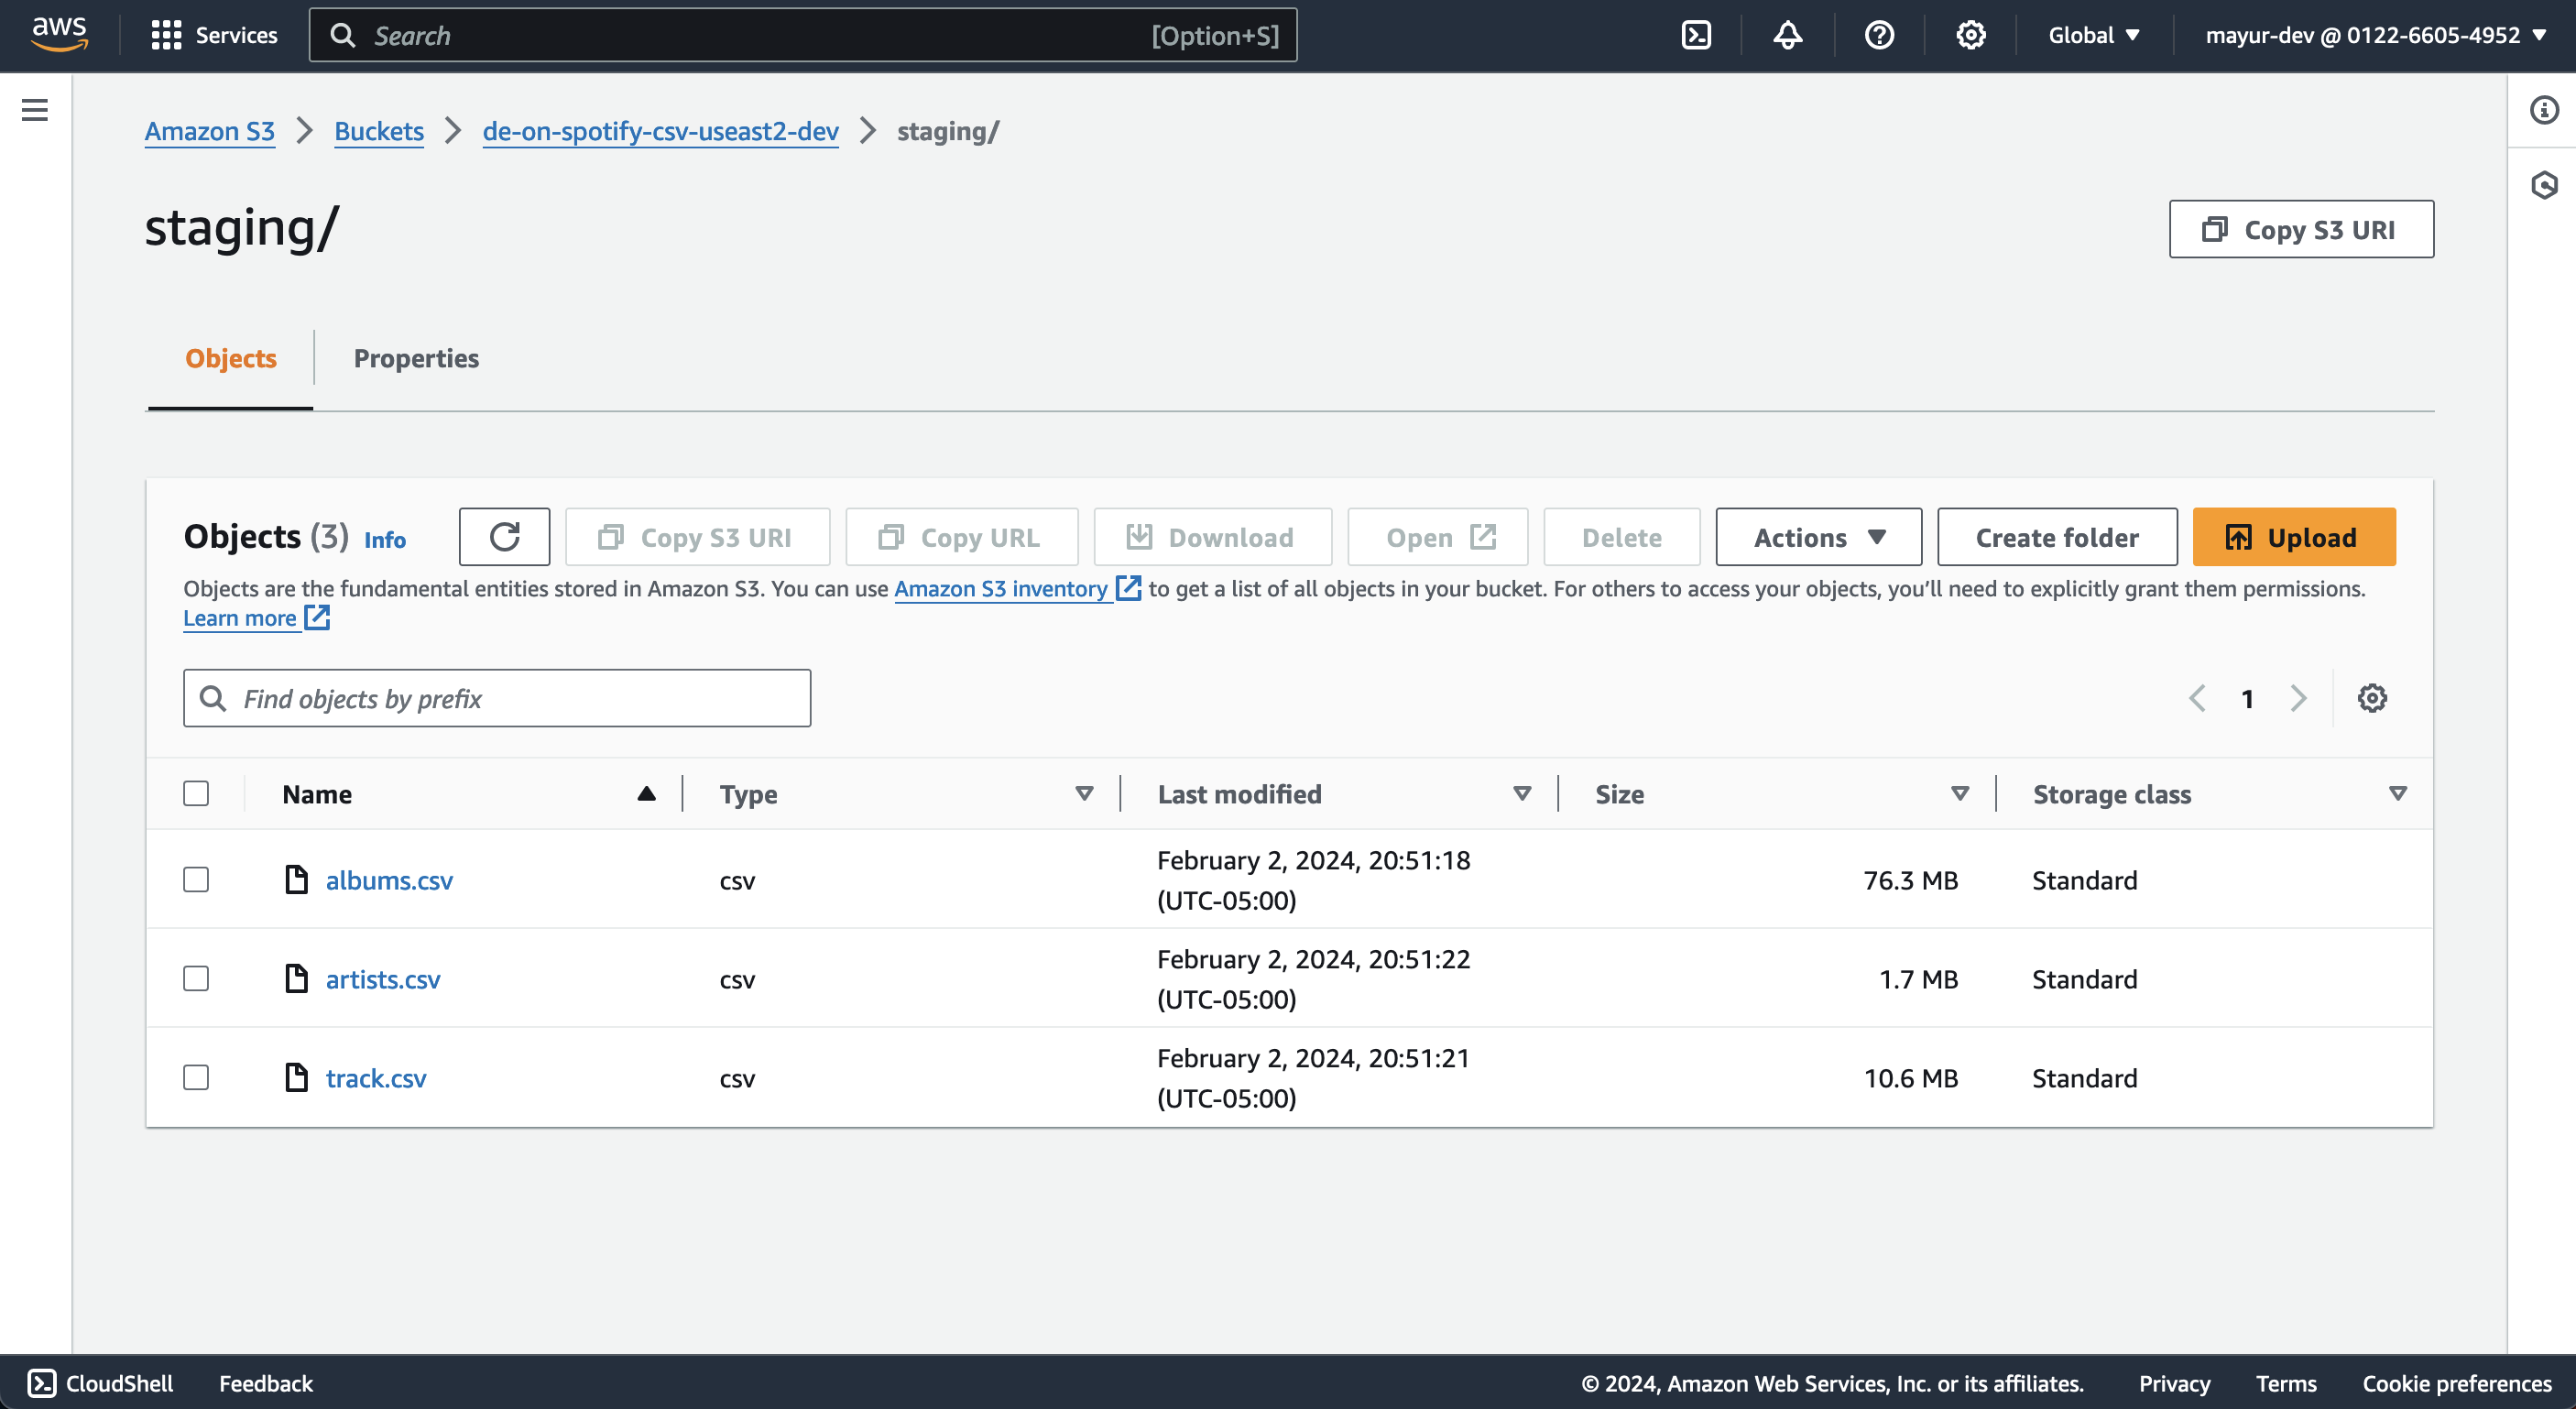 aws Services Search [Option+S] Global mayur-dev @ 0122-6605-4952
Amazon S3 Buckets de-on-spotify-csv-useast2-dev staging/
staging/
Copy S3 URI
Objects Properties
Objects (3) Info Copy S3 URI Copy URL Download Open Delete Actions Create folder Upload
Objects are the fundamental entities stored in Amazon S3. You can use Amazon S3 inventory to get a list of all objects in your bucket. For others to access your objects, you’ll need to explicitly grant them permissions.
Learn more
Find objects by prefix 1
Name Type Last modified Size Storage class
albums.csv csv February 2, 2024, 20:51:18 (UTC-05:00) 76.3 MB Standard
artists.csv csv February 2, 2024, 20:51:22 (UTC-05:00) 1.7 MB Standard
track.csv csv February 2, 2024, 20:51:21 (UTC-05:00) 10.6 MB Standard
CloudShell Feedback © 2024, Amazon Web Services, Inc. or its affiliates. Privacy Terms Cookie preferences